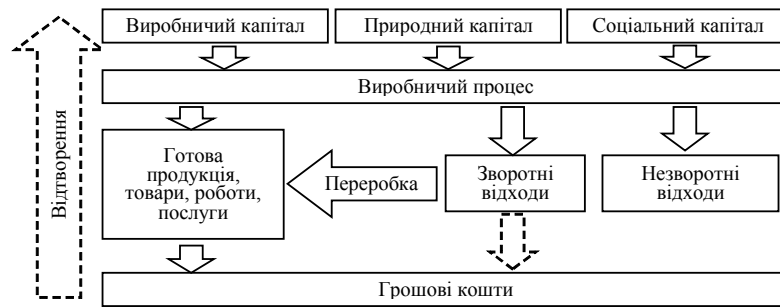 Виробничий капітал
Природний капітал
Соціальний капітал
Виробничий процес
Відтворення
Готова
продукція,
товари, роботи,
послуги
Переробка
Зворотні
відходи
Незворотні
відходи
Грошові кошти